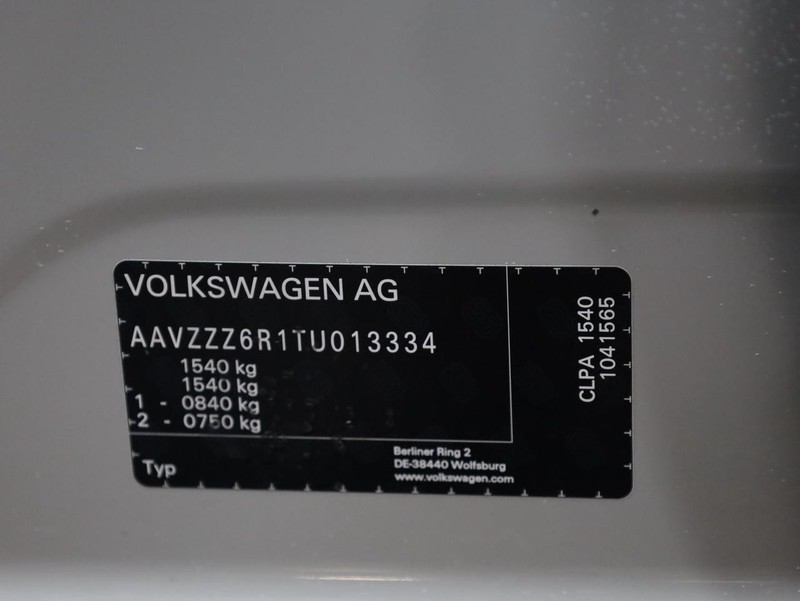 VOLKSWAGEN AG
AAVZZZ6R1TU013334
1540 kg
1540 kg
1 - 0840 kg
2 - 0750 kg
Typ
Berliner Ring 2
DE-38440 Wolfsburg
www.volkswagen.com
CLPA 1540
1041565